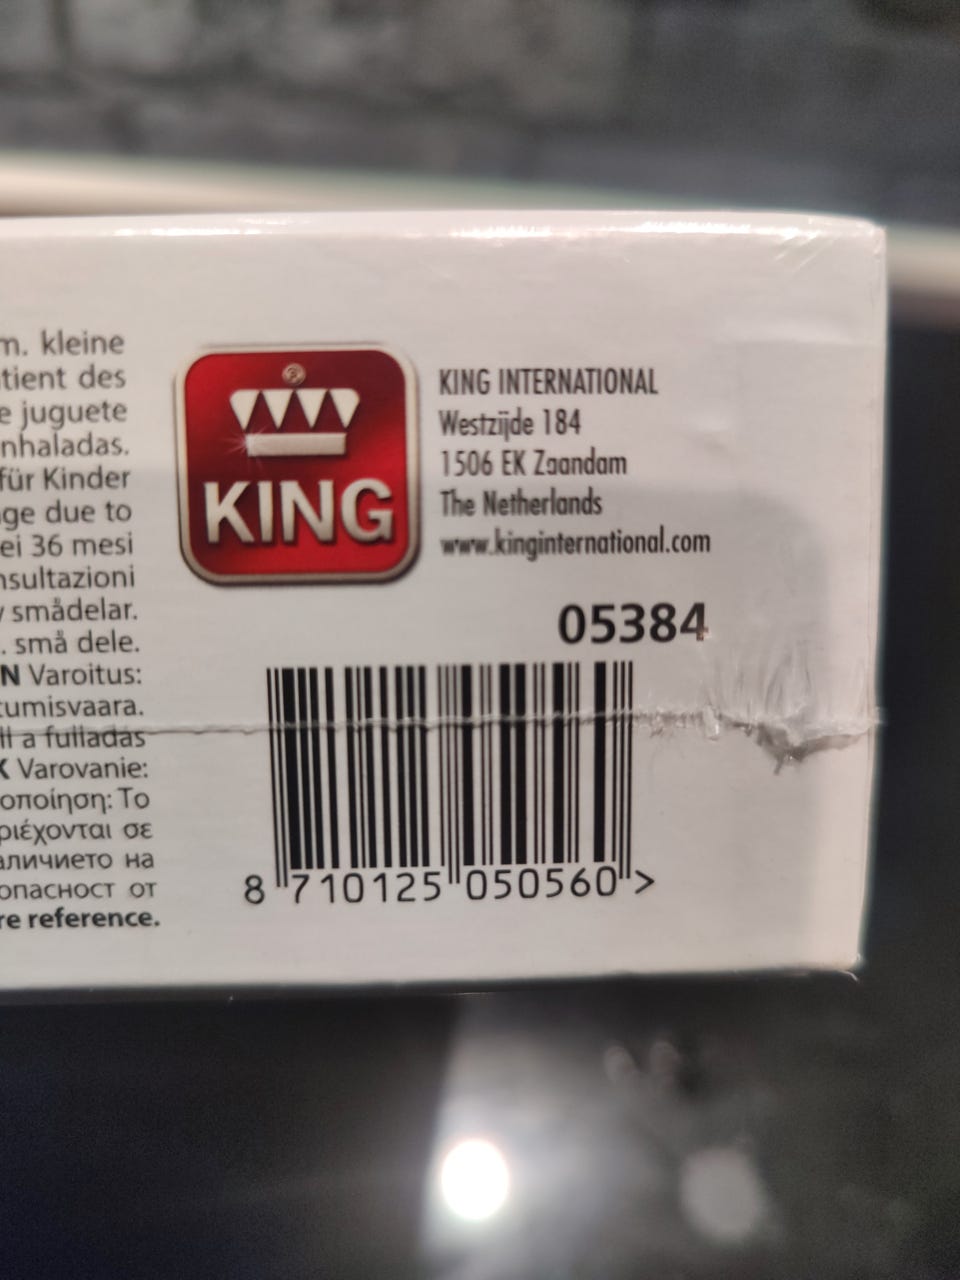 m. kleine
tient des
e juguete
nhaladas.
für Kinder
ge due to
ei 36 mesi
nsultazioni
smådelar.
. små dele.
N Varoitus:
tumisvaara.
ll a fulladas
K Varovanie:
οποίηση: Το
ριέχονται σε
аличието на
опасност от
re reference.
®
KING
KING INTERNATIONAL
Westzijde 184
1506 EK Zaandam
The Netherlands
www.kinginternational.com
05384
8 710125 050560 >